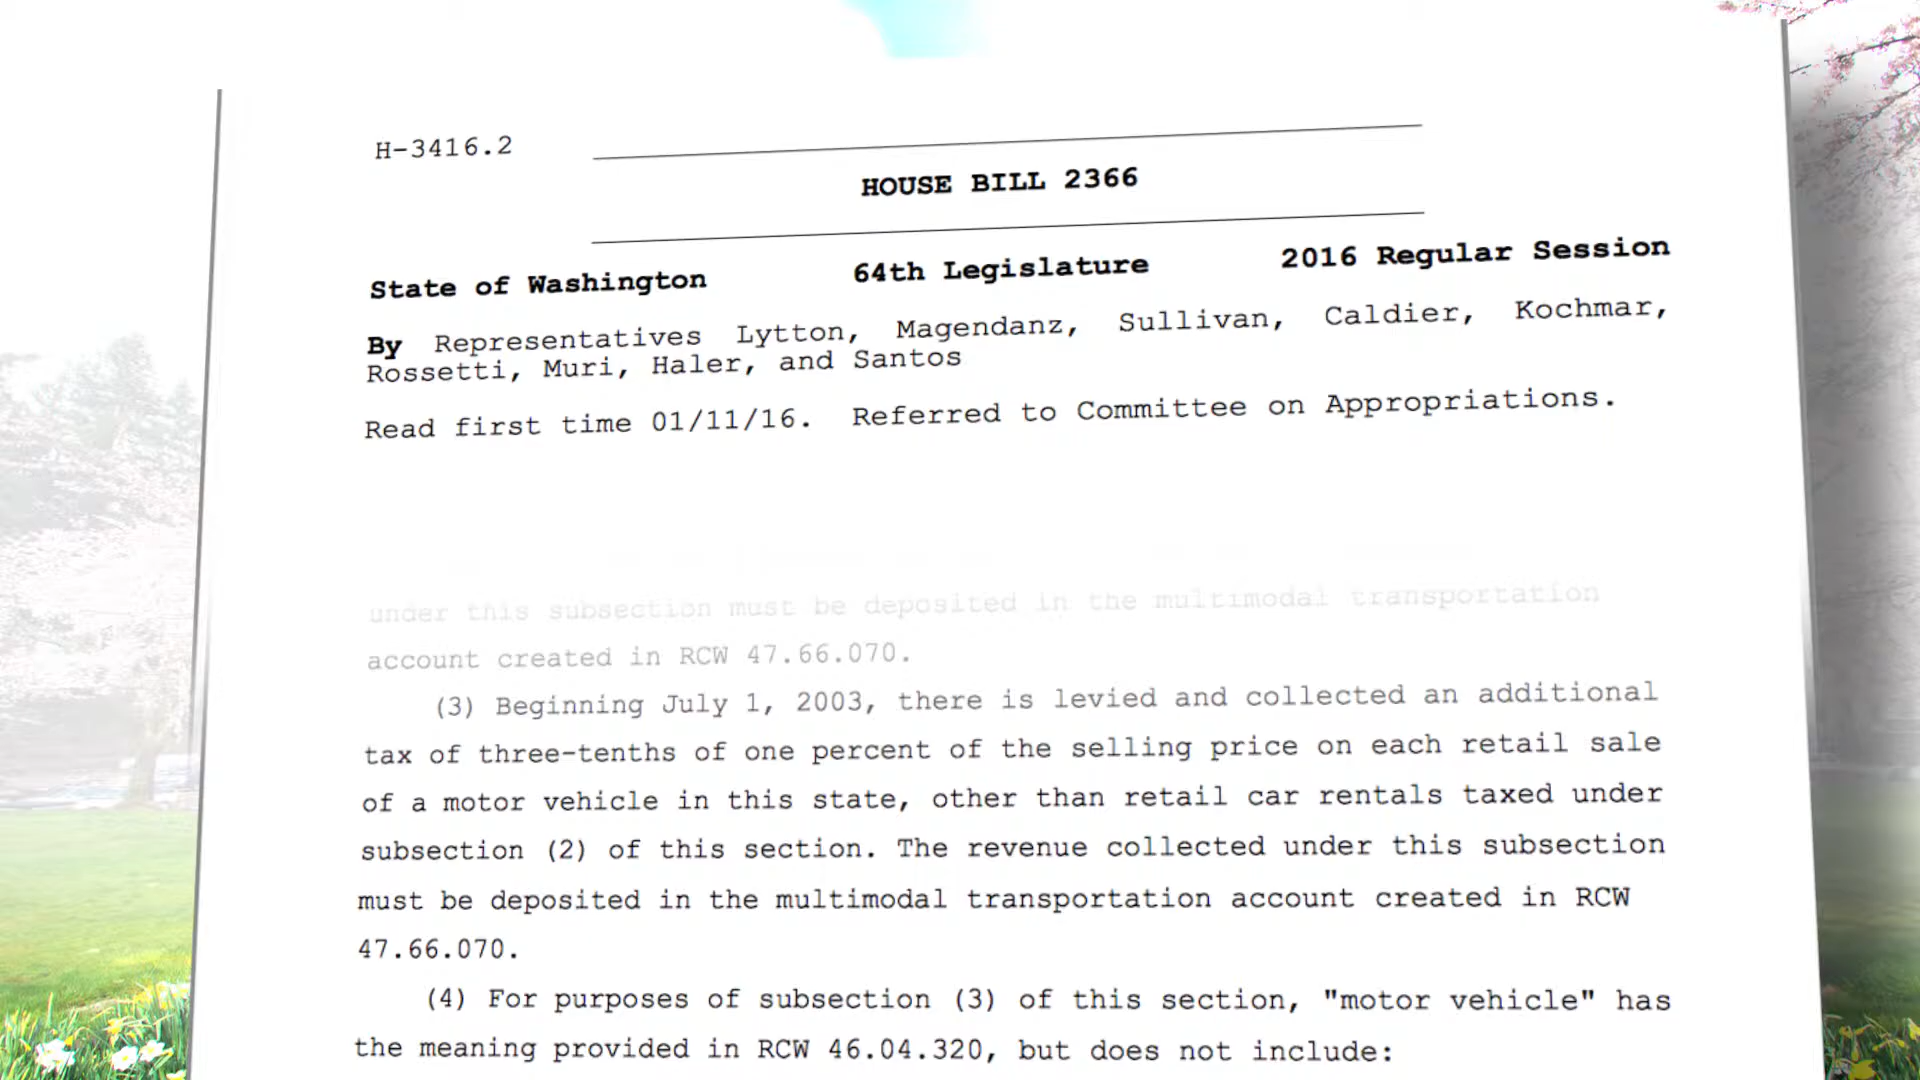 H-3416.2
HOUSE BILL 2366
State of Washington 64th Legislature 2016 Regular Session
By Representatives Lytton, Magendanz, Sullivan, Caldier, Kochmar,
Rossetti, Muri, Haler, and Santos
Read first time 01/11/16. Referred to Committee on Appropriations.
under this subsection must be deposited in the multimodal transportation
account created in RCW 47.66.070.
(3) Beginning July 1, 2003, there is levied and collected an additional
tax of three-tenths of one percent of the selling price on each retail sale
of a motor vehicle in this state, other than retail car rentals taxed under
subsection (2) of this section. The revenue collected under this subsection
must be deposited in the multimodal transportation account created in RCW
47.66.070.
(4) For purposes of subsection (3) of this section, "motor vehicle" has
the meaning provided in RCW 46.04.320, but does not include: